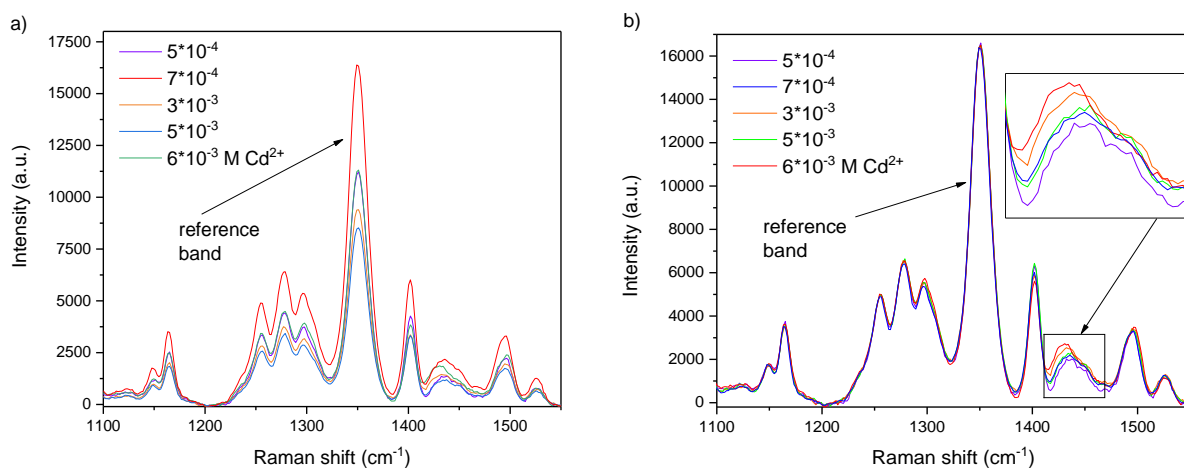 a)
17500
15000
12500
10000
7500
5000
2500
0
Intensity (a.u.)
5*10⁻⁴
7*10⁻⁴
3*10⁻³
5*10⁻³
6*10⁻³ M Cd²⁺
reference
band
1100
1200
1300
1400
1500
Raman shift (cm⁻¹)
b)
16000
14000
12000
10000
8000
6000
4000
2000
0
Intensity (a.u.)
5*10⁻⁴
7*10⁻⁴
3*10⁻³
5*10⁻³
6*10⁻³ M Cd²⁺
reference
band
1100
1200
1300
1400
1500
Raman shift (cm⁻¹)